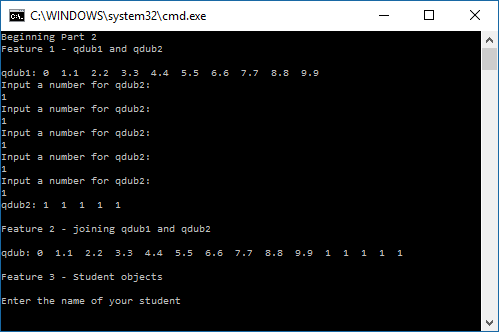 C:\WINDOWS\system32\cmd.exe
Beginning Part 2
Feature 1 - qdub1 and qdub2
qdub1: 0  1.1  2.2  3.3  4.4  5.5  6.6  7.7  8.8  9.9
Input a number for qdub2:
1
Input a number for qdub2:
1
Input a number for qdub2:
1
Input a number for qdub2:
1
Input a number for qdub2:
1
qdub2: 1  1  1  1  1
Feature 2 - joining qdub1 and qdub2
qdub: 0  1.1  2.2  3.3  4.4  5.5  6.6  7.7  8.8  9.9  1  1  1  1  1
Feature 3 - Student objects
Enter the name of your student